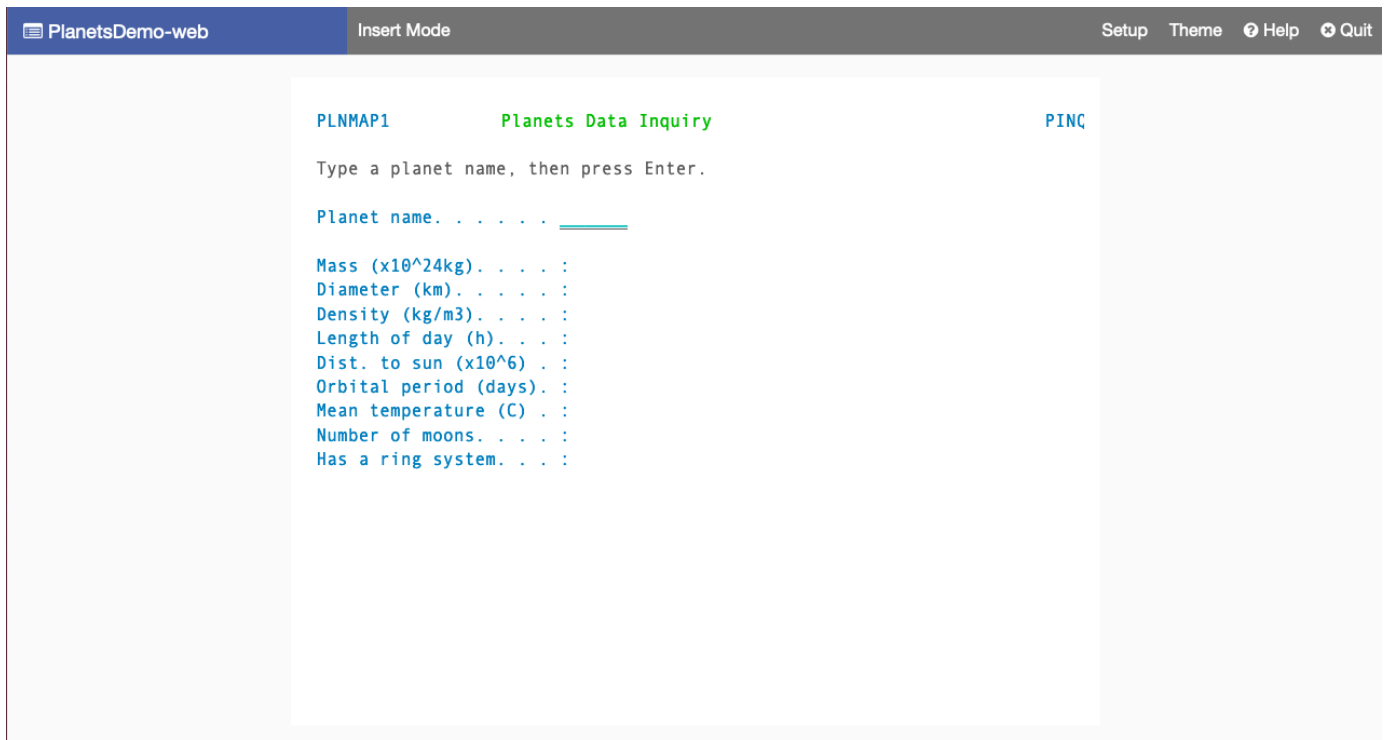 PlanetsDemo-web Insert Mode Setup Theme Help Quit
PLNMAP1 Planets Data Inquiry PINQ
Type a planet name, then press Enter.
Planet name. . . . . .
Mass (x10^24kg). . . . :
Diameter (km). . . . . :
Density (kg/m3). . . . :
Length of day (h). . . :
Dist. to sun (x10^6) . :
Orbital period (days). :
Mean temperature (C) . :
Number of moons. . . . :
Has a ring system. . . :